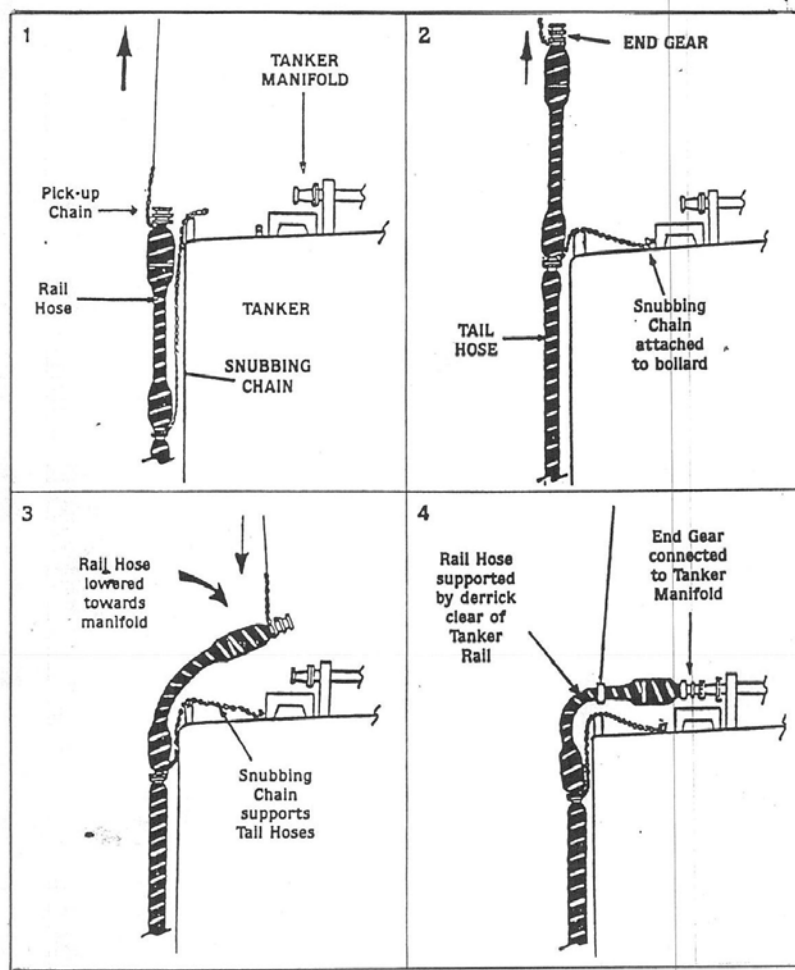 1
TANKER
MANIFOLD
Pick-up
Chain
Rail
Hose
TANKER
SNUBBING
CHAIN
2
END GEAR
Snubbing
Chain
attached
to bollard
TAIL
HOSE
3
Rail Hose
lowered
towards
manifold
Snubbing
Chain
supports
Tail Hoses
4
Rail Hose
supported
by derrick
clear of
Tanker
Rail
End Gear
connected
to Tanker
Manifold